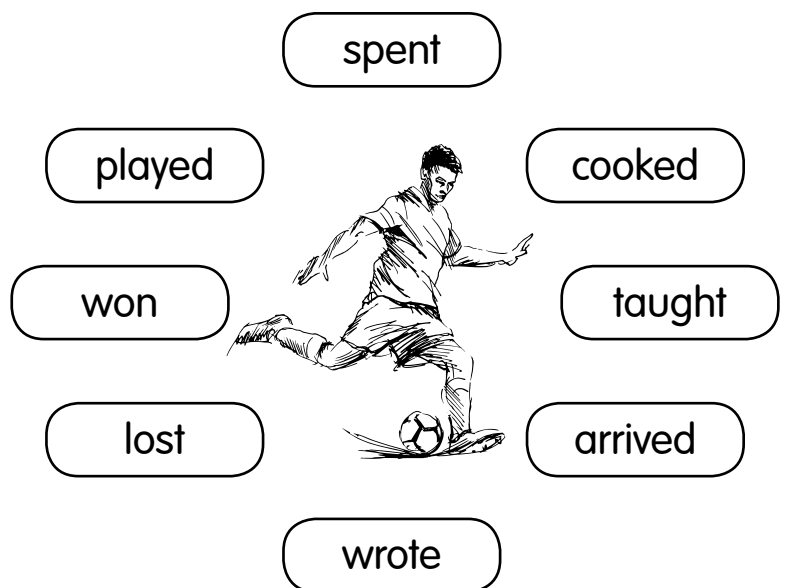 spent
played
cooked
won
taught
lost
arrived
wrote